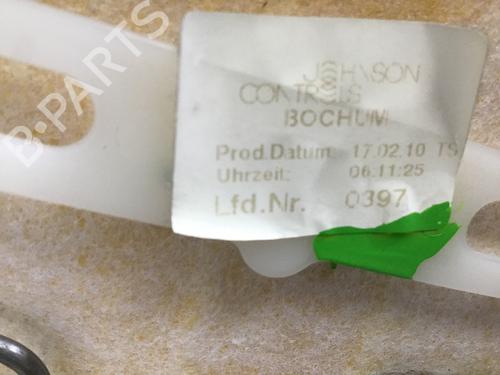 B-PARTS
JOHNSON
CONTROLS
BOCHUM
Prod.Datum: 17.02.10 TS
Uhrzeit: 06:11:25
Lfd.Nr. 0397